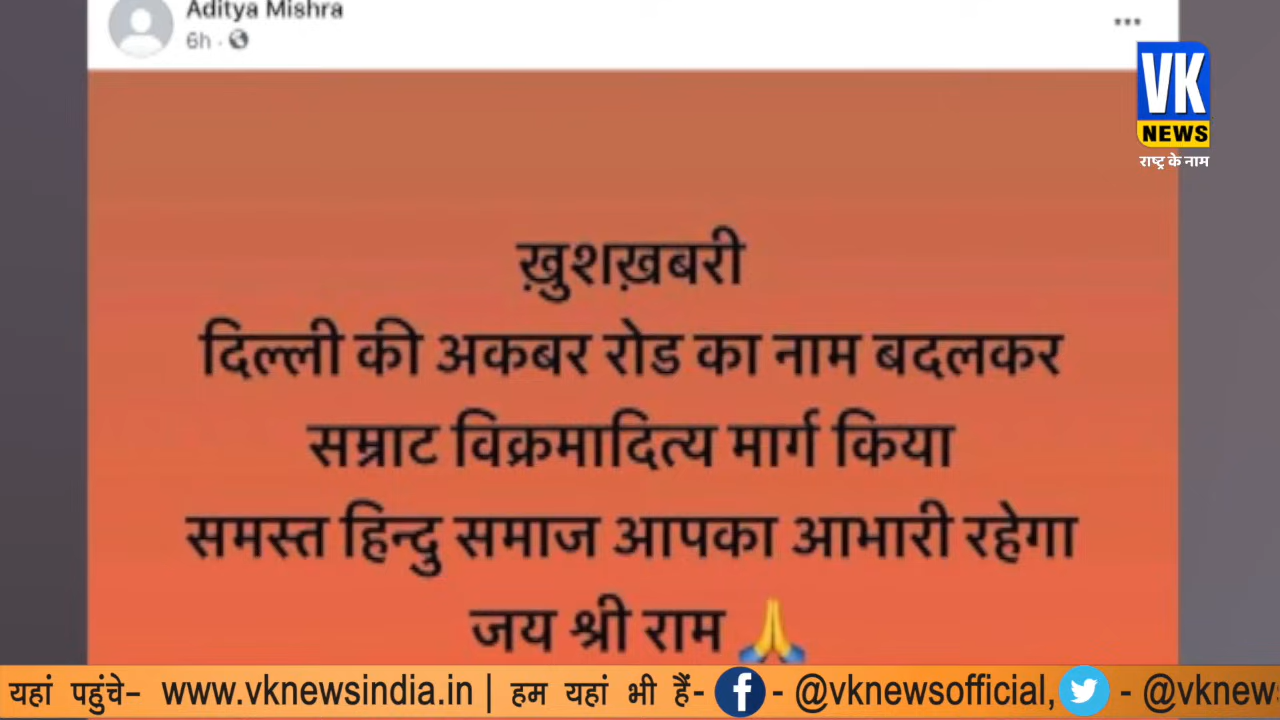 Aditya Mishra
6h ·
VK
NEWS
राष्ट्र के नाम
ख़ुशख़बरी
दिल्ली की अकबर रोड का नाम बदलकर
सम्राट विक्रमादित्य मार्ग किया
समस्त हिन्दु समाज आपका आभारी रहेगा
जय श्री राम 🙏
यहां पहुंचे- www.vknewsindia.in | हम यहां भी हैं- - @vknewsofficial, - @vknews